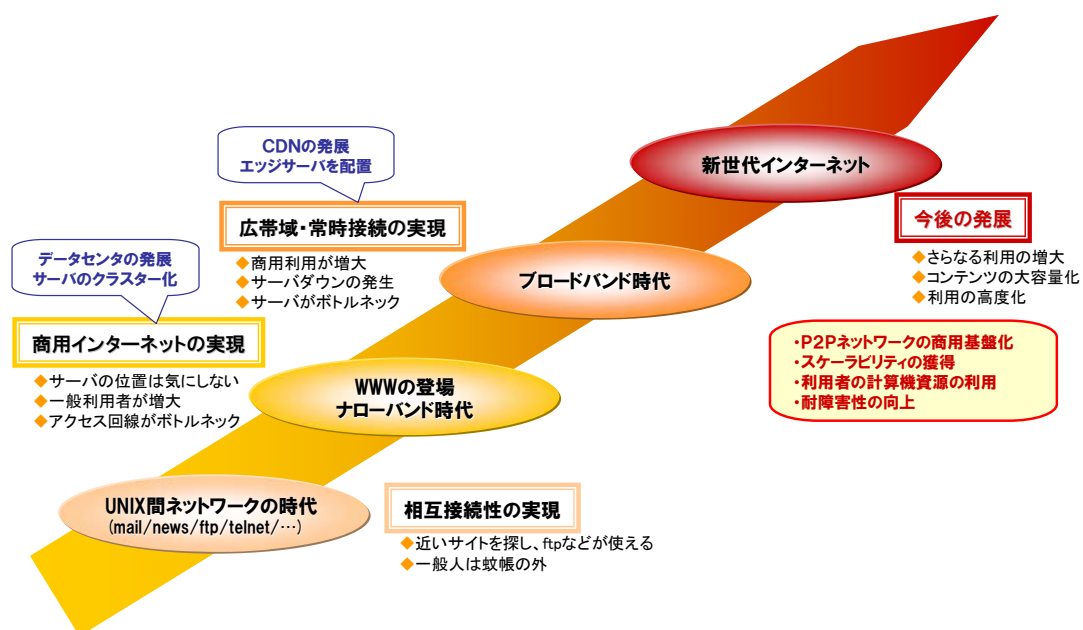 CDNの発展
エッジサーバを配置
新世代インターネット
広帯域・常時接続の実現
◆商用利用が増大
◆サーバダウンの発生
◆サーバがボトルネック
今後の発展
◆さらなる利用の増大
◆コンテンツの大容量化
◆利用の高度化
データセンタの発展
サーバのクラスター化
ブロードバンド時代
商用インターネットの実現
◆サーバの位置は気にしない
◆一般利用者が増大
◆アクセス回線がボトルネック
・P2Pネットワークの商用基盤化
・スケーラビリティの獲得
・利用者の計算機資源の利用
・耐障害性の向上
WWWの登場
ナローバンド時代
UNIX間ネットワークの時代
(mail/news/ftp/telnet/…)
相互接続性の実現
◆近いサイトを探し、ftpなどが使える
◆一般人は蚊帳の外